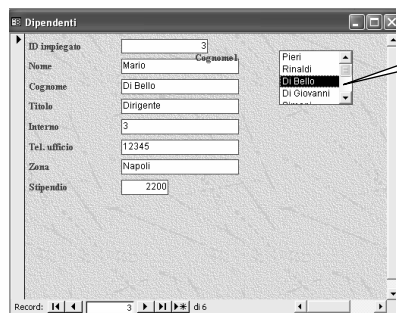 Dipendenti
ID impiegato 3
Nome Mario
Cognome1
Cognome Di Bello
Titolo Dirigente
Interno 3
Tel. ufficio 12345
Zona Napoli
Stipendio 2200
Pieri
Rinaldi
Di Bello
Di Giovanni
Record: 3 di 6